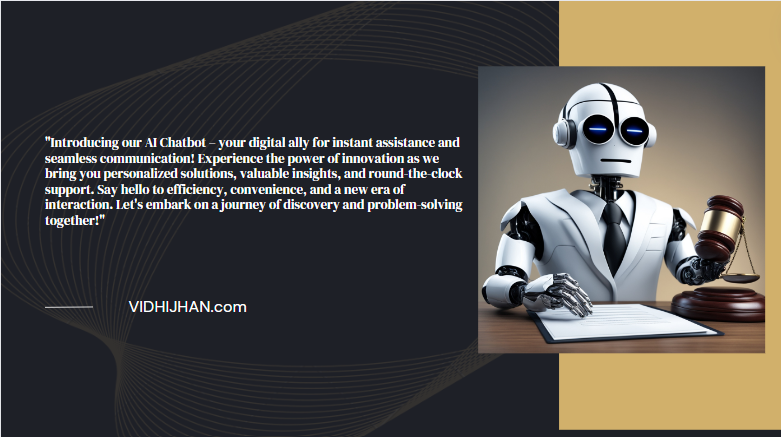 "Introducing our AI Chatbot – your digital ally for instant assistance and
seamless communication! Experience the power of innovation as we
bring you personalized solutions, valuable insights, and round-the-clock
support. Say hello to efficiency, convenience, and a new era of
interaction. Let's embark on a journey of discovery and problem-solving
together!"
VIDHIJHAN.com